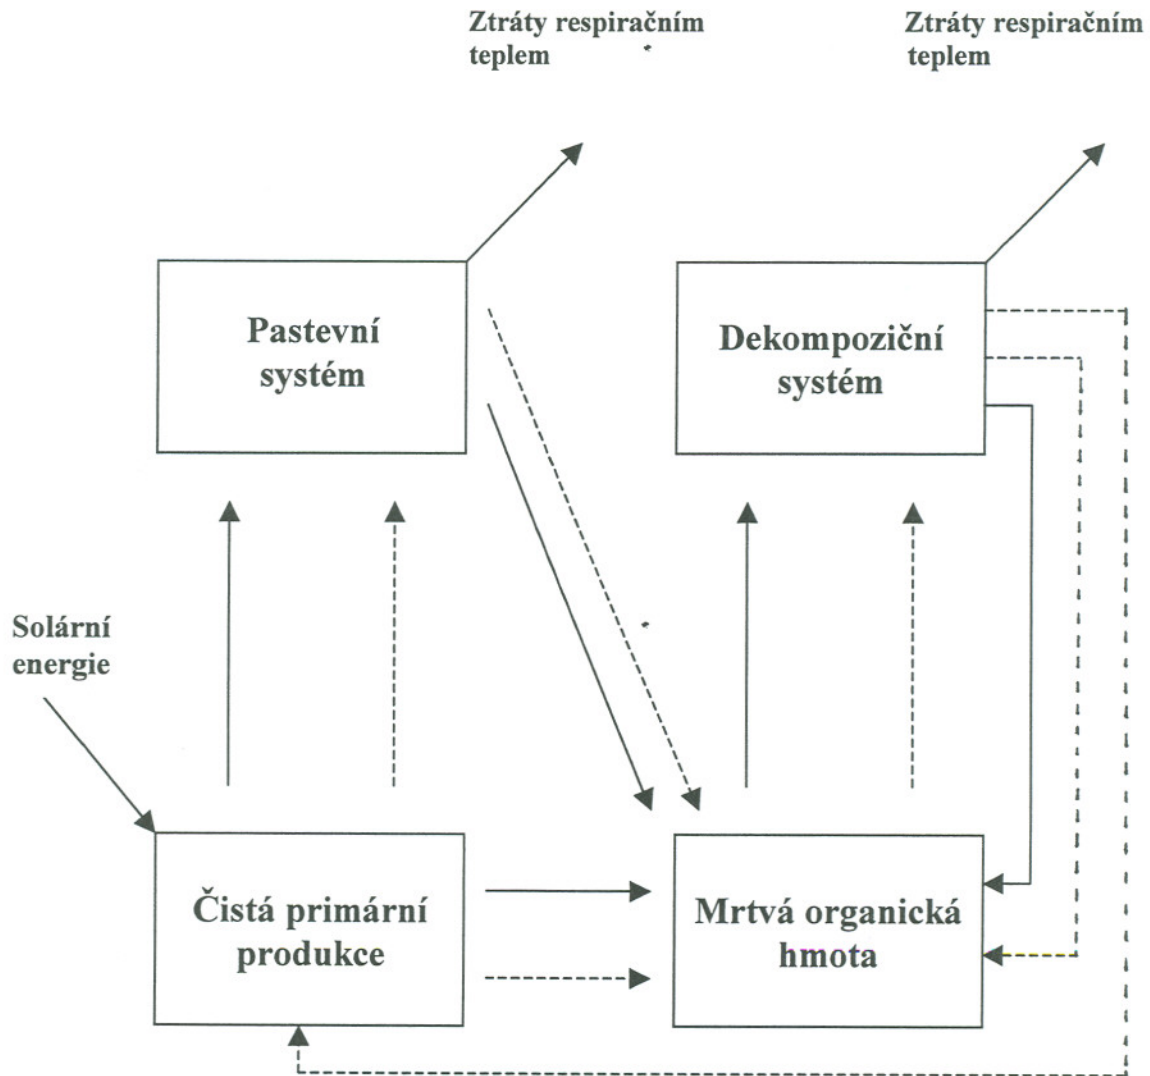 Ztráty respiračním
teplem
Ztráty respiračním
teplem
Pastevní
systém
Dekompoziční
systém
Solární
energie
Čistá primární
produkce
Mrtvá organická
hmota